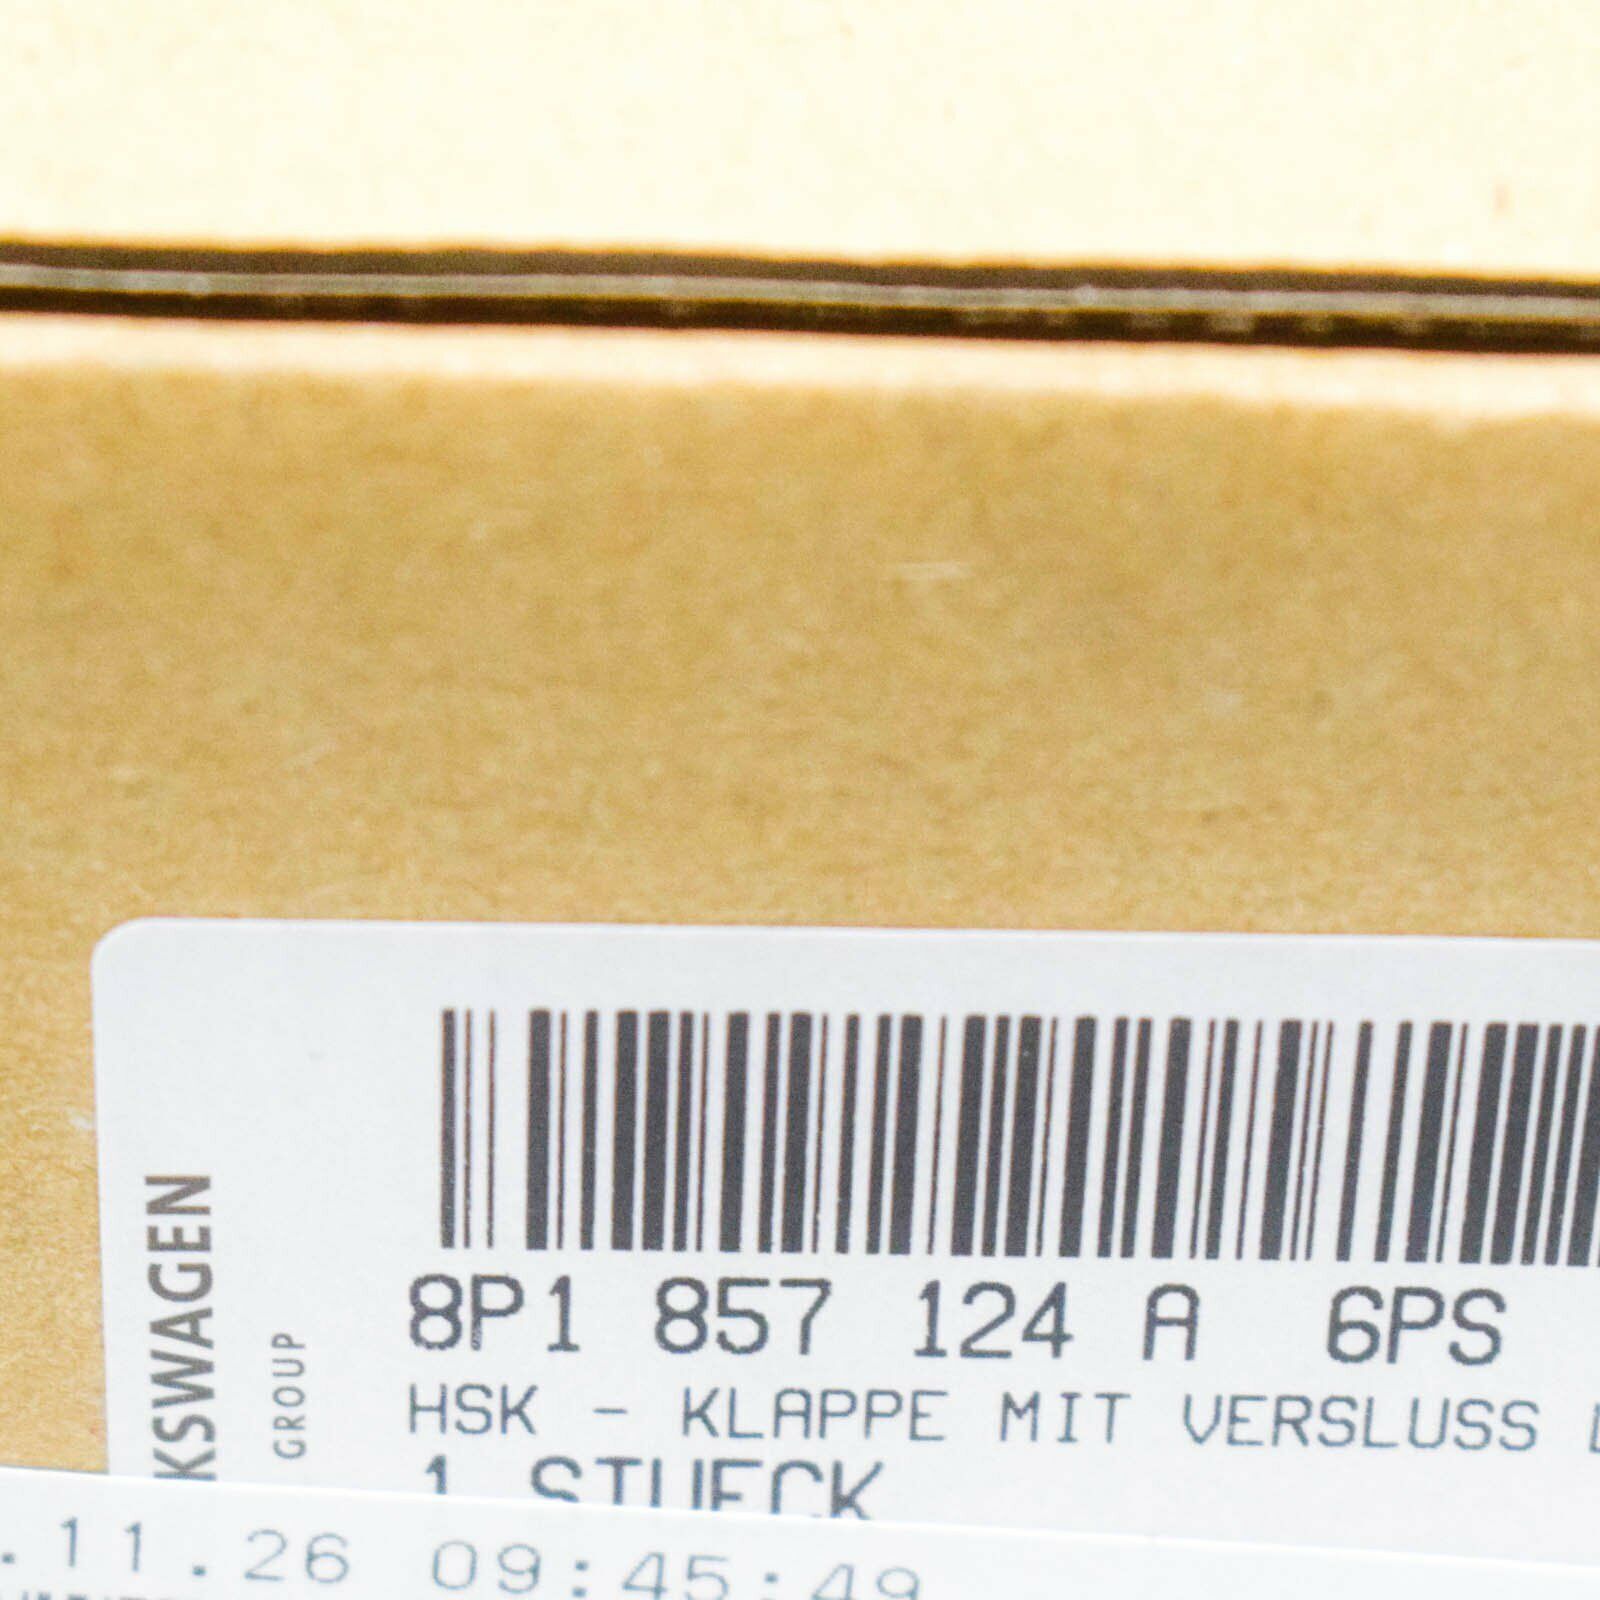 KSWAGEN
GROUP
8P1 857 124 A 6PS
HSK - KLAPPE MIT VERSLUSS
1 STUECK
.11.26 09:45:49